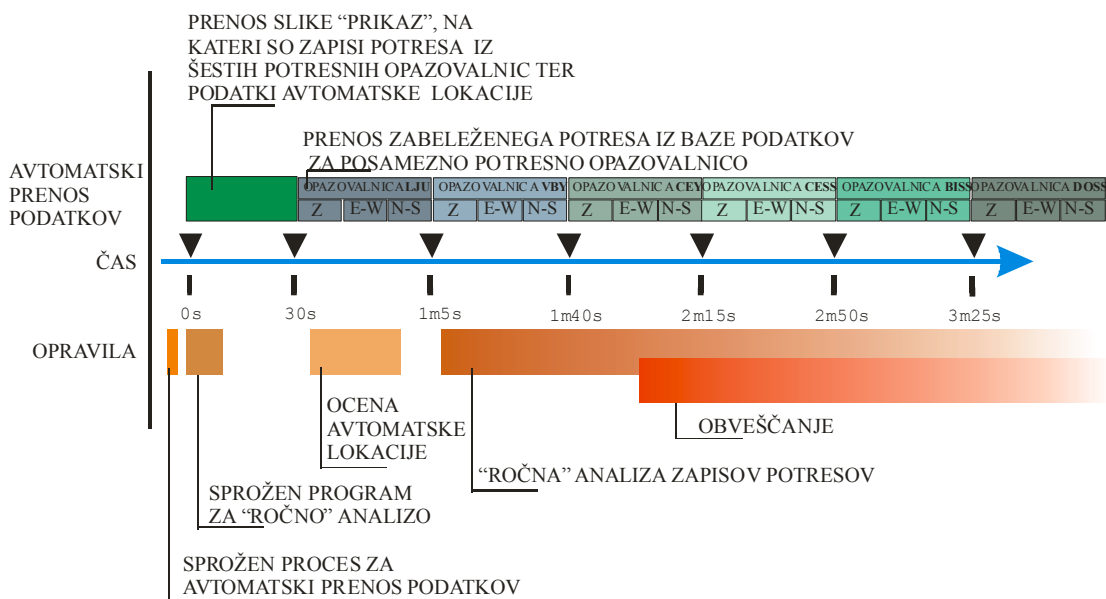 PRENOS SLIKE “PRIKAZ”, NA
KATERI SO ZAPISI POTRESA IZ
ŠESTIH POTRESNIH OPAZOVALNIC TER
PODATKI AVTOMATSKE LOKACIJE
PRENOS ZABELEŽENEGA POTRESA IZ BAZE PODATKOV
ZA POSAMEZNO POTRESNO OPAZOVALNICO
AVTOMATSKI
PRENOS
PODATKOV
OPAZOVALNICA LJU OPAZOVALNICA VBY OPAZOVALNICA CEY OPAZOVALNICA CESS OPAZOVALNICA BISS OPAZOVALNICA DOSS
Z E-W N-S Z E-W N-S Z E-W N-S Z E-W N-S Z E-W N-S Z E-W N-S
ČAS
0s 30s 1m5s 1m40s 2m15s 2m50s 3m25s
OPRAVILA
OCENA
AVTOMATSKE
LOKACIJE
OBVEŠČANJE
“ROČNA” ANALIZA ZAPISOV POTRESOV
SPROŽEN PROGRAM
ZA “ROČNO” ANALIZO
SPROŽEN PROCES ZA
AVTOMATSKI PRENOS PODATKOV